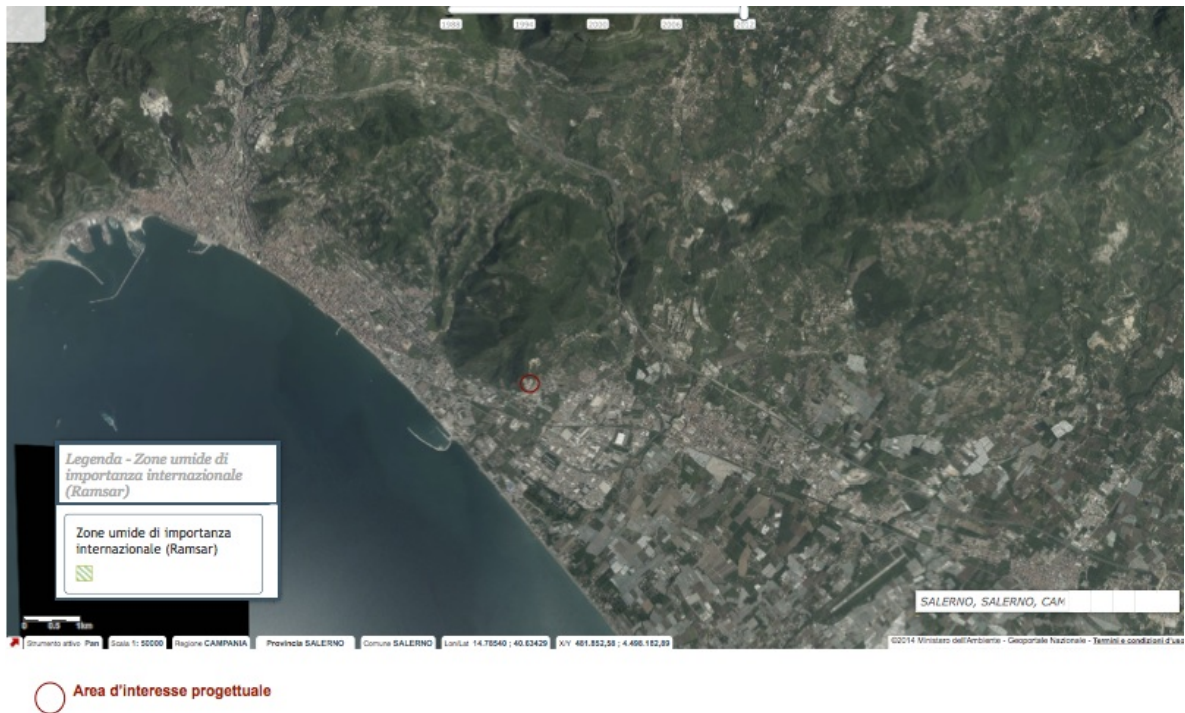 1988 1994 2000 2006 2012
Legenda - Zone umide di
importanza internazionale
(Ramsar)
Zone umide di importanza
internazionale (Ramsar)
0 0.5 1km
SALERNO, SALERNO, CAM
Strumento attivo Pan Scala 1: 50000 Regione CAMPANIA Provincia SALERNO Comune SALERNO Lon/Lat 14.78540 ; 40.63429 X/Y 481.852,58 ; 4.498.182,89 ©2014 Ministero dell'Ambiente - Geoportale Nazionale - Termini e condizioni d'uso
Area d'interesse progettuale